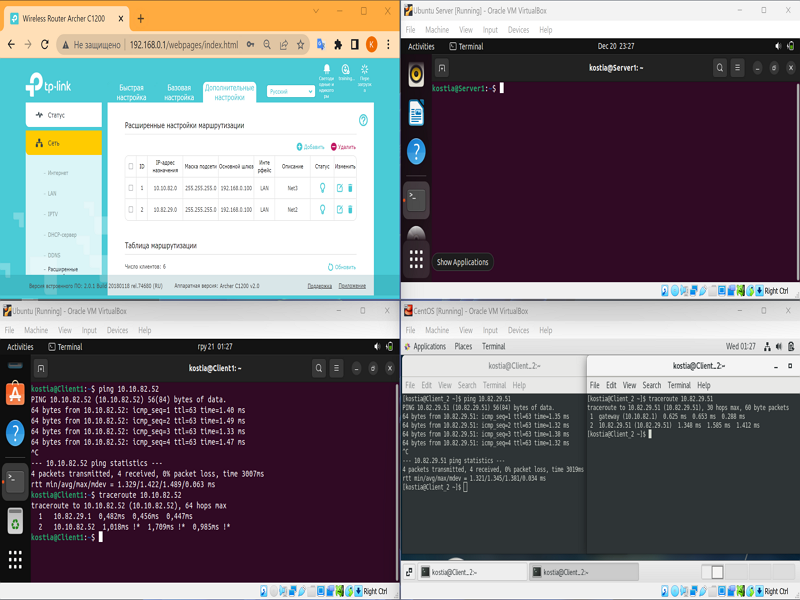 Wireless Router Archer C1200
Не защищено
192.168.0.1/webpages/index.html
K
tp-link
Быстрая настройка
Базовая настройка
Дополнительные настройки
Русский
Статус
Сеть
Интернет
LAN
IPTV
DHCP-сервер
DDNS
Расширенные
Расширенные настройки маршрутизации
Добавить
Удалить
ID
IP-адрес назначения
Маска подсети
Основной шлюз
Интерфейс
Описание
Статус
Изменить
1 10.10.82.0 255.255.255.0 192.168.0.100 LAN Net3
2 10.82.29.0 255.255.255.0 192.168.0.100 LAN Net2
Таблица маршрутизации
Число клиентов: 6
Обновить
Версия встроенного ПО: 2.0.1 Build 20180118 rel.74680 (RU)
Аппаратная версия: Archer C1200 v2.0
Поддержка
Приложение
Ubuntu Server [Running] - Oracle VM VirtualBox
File Machine View Input Devices Help
Activities
Terminal
Dec 20 23:27
kostia@Server1: ~
kostia@Server1:~$
Show Applications
Right Ctrl
Ubuntu [Running] - Oracle VM VirtualBox
File Machine View Input Devices Help
Activities
Terminal
гру 21 01:27
kostia@Client1: ~
kostia@Client1:~$ ping 10.10.82.52
PING 10.10.82.52 (10.10.82.52) 56(84) bytes of data.
64 bytes from 10.10.82.52: icmp_seq=1 ttl=63 time=1.40 ms
64 bytes from 10.10.82.52: icmp_seq=2 ttl=63 time=1.49 ms
64 bytes from 10.10.82.52: icmp_seq=3 ttl=63 time=1.33 ms
64 bytes from 10.10.82.52: icmp_seq=4 ttl=63 time=1.47 ms
^C
--- 10.10.82.52 ping statistics ---
4 packets transmitted, 4 received, 0% packet loss, time 3007ms
rtt min/avg/max/mdev = 1.329/1.422/1.489/0.063 ms
kostia@Client1:~$ traceroute 10.10.82.52
traceroute to 10.10.82.52 (10.10.82.52), 64 hops max
1 10.82.29.1 0,482ms 0,456ms 0,447ms
2 10.10.82.52 1,018ms !* 1,709ms !* 0,985ms !*
kostia@Client1:~$
Right Ctrl
CentOS [Running] - Oracle VM VirtualBox
File Machine View Input Devices Help
Applications Places Terminal
Wed 01:27
kostia@Client_2:~
File Edit View Search Terminal Help
[kostia@Client_2 ~]$ ping 10.82.29.51
PING 10.82.29.51 (10.82.29.51) 56(84) bytes of data.
64 bytes from 10.82.29.51: icmp_seq=1 ttl=63 time=1.35 ms
64 bytes from 10.82.29.51: icmp_seq=2 ttl=63 time=1.32 ms
64 bytes from 10.82.29.51: icmp_seq=3 ttl=63 time=1.38 ms
64 bytes from 10.82.29.51: icmp_seq=4 ttl=63 time=1.32 ms
^C
--- 10.82.29.51 ping statistics ---
4 packets transmitted, 4 received, 0% packet loss, time 3019ms
rtt min/avg/max/mdev = 1.321/1.345/1.381/0.034 ms
[kostia@Client_2 ~]$
kostia@Client_2:~
File Edit View Search Terminal Help
[kostia@Client_2 ~]$ traceroute 10.82.29.51
traceroute to 10.82.29.51 (10.82.29.51), 30 hops max, 60 byte packets
1 gateway (10.10.82.1) 0.625 ms 0.653 ms 0.288 ms
2 10.82.29.51 (10.82.29.51) 1.348 ms 1.505 ms 1.412 ms
[kostia@Client_2 ~]$
kostia@Client_2:~
kostia@Client_2:~
Right Ctrl